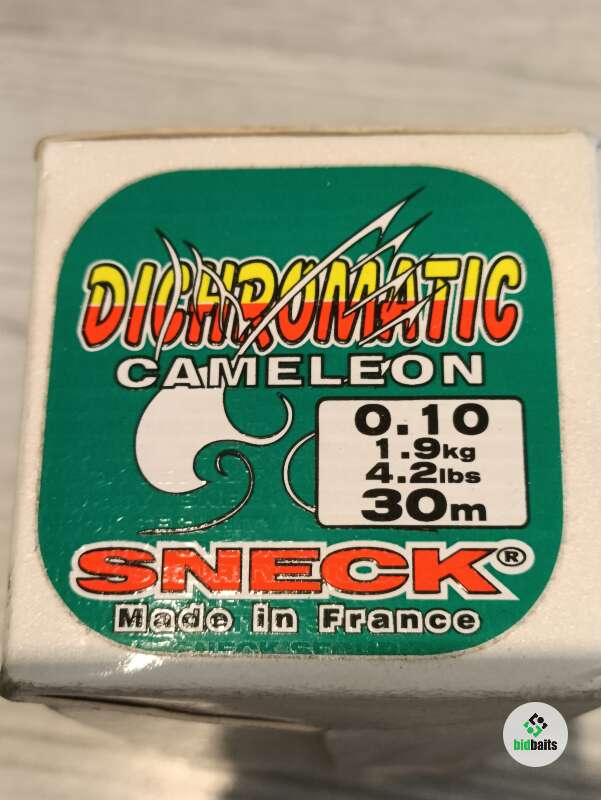 DICHROMATIC
CAMELEON
0.10
1.9kg
4.2lbs
30m
SNECK®
Made in France
bidbaits